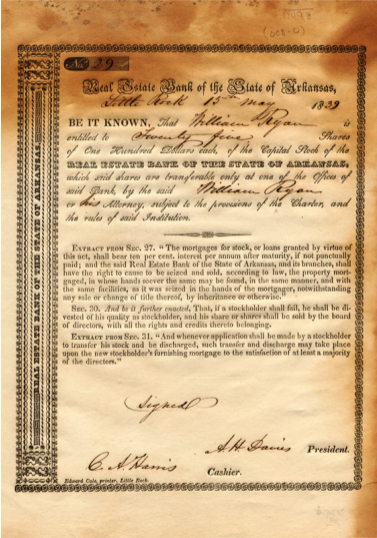 No 29
Real Estate Bank of the State of Arkansas,
Little Rock 15th May 1839
BE IT KNOWN, That William Ryan is
entitled to Twenty five Shares
of One Hundred Dollars each, of the Capital Stock of the
REAL ESTATE BANK OF THE STATE OF ARKANSAS,
which said shares are transferable only at one of the Offices of
said Bank, by the said William Ryan
or his Attorney, subject to the provisions of the Charter, and
the rules of said Institution.
EXTRACT FROM SEC. 27. "The mortgages for stock, or loans granted by virtue of
this act, shall bear ten per cent. interest per annum after maturity, if not punctually
paid; and the said Real Estate Bank of the State of Arkansas, and its branches, shall
have the right to cause to be seized and sold, according to law, the property mort-
gaged, in whose hands soever the same may be found, in the same manner, and with
the same facilities, as it was seized in the hands of the mortgager, notwithstanding
any sale or change of title thereof, by inheritance or otherwise."
SEC. 30. And be it further enacted, That, if a stockholder shall fail, he shall be di-
vested of his quality as stockholder, and his share or shares shall be sold by the board
of directors, with all the rights and credits thereto belonging.
EXTRACT FROM SEC. 31. "And whenever application shall be made by a stockholder
to transfer his stock and be discharged, such transfer and discharge may take place
upon the new stockholder's furnishing mortgage to the satisfaction of at least a majority
of the directors."
Signed
A H Davies President.
C. A. Harris Cashier.
Edward Cole, printer, Little Rock.
REAL ESTATE BANK OF THE STATE OF ARKANSAS.